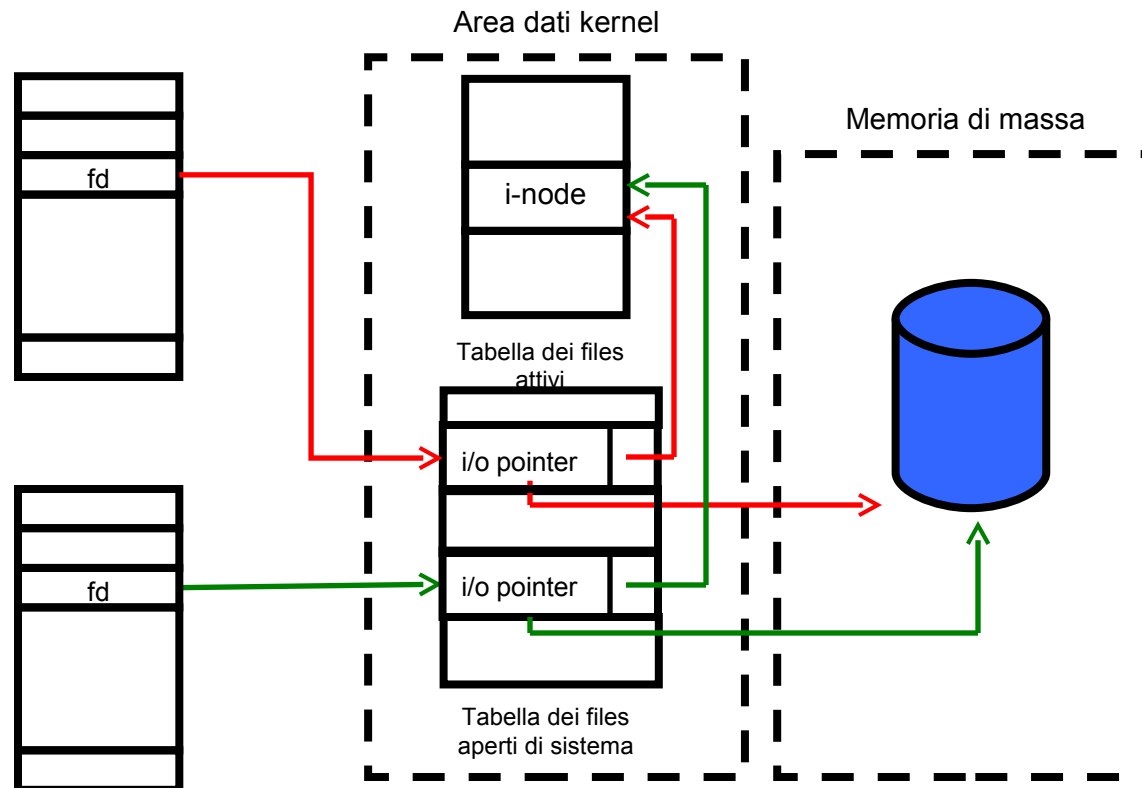 Area dati kernel
Memoria di massa
fd
i-node
Tabella dei files
attivi
i/o pointer
fd
i/o pointer
Tabella dei files
aperti di sistema